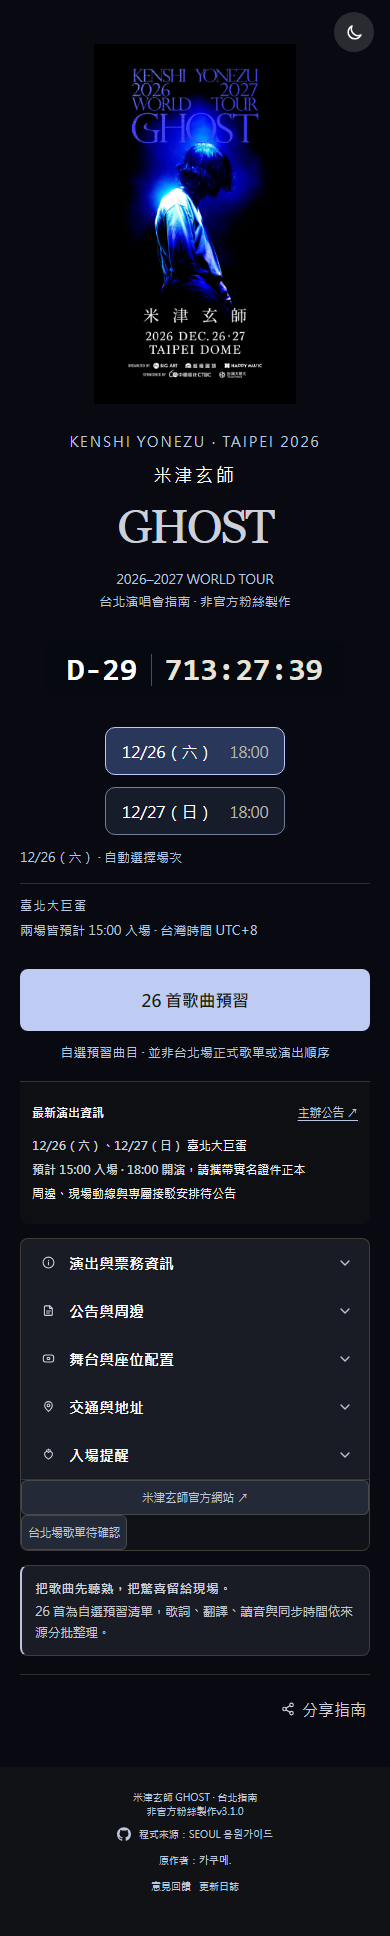 KENSHI YONEZU
2026 2027
WORLD TOUR
GHOST
米津玄師
2026 DEC. 26·27
TAIPEI DOME
BIG ART
HAPPY MUSIC
CTBC
KENSHI YONEZU · TAIPEI 2026
米津玄師
GHOST
2026–2027 WORLD TOUR
台北演唱會指南 · 非官方粉絲製作
D-29 713:27:39
12/26（六） 18:00
12/27（日） 18:00
12/26（六） · 自動選擇場次
臺北大巨蛋
兩場皆預計 15:00 入場 · 台灣時間 UTC+8
26 首歌曲預習
自選預習曲目 · 並非台北場正式歌單或演出順序
最新演出資訊 主辦公告 ↗
12/26（六）、12/27（日） 臺北大巨蛋
預計 15:00 入場 · 18:00 開演，請攜帶實名證件正本
周邊、現場動線與專屬接駁安排待公告
演出與票務資訊
公告與周邊
舞台與座位配置
交通與地址
入場提醒
米津玄師官方網站 ↗
台北場歌單待確認
把歌曲先聽熟，把驚喜留給現場。
26 首為自選預習清單，歌詞、翻譯、讀音與同步時間依來
源分批整理。
分享指南
米津玄師 GHOST · 台北指南
非官方粉絲製作v3.1.0
程式來源：SEOUL 응원가이드
原作者：카쿠메.
意見回饋 更新日誌